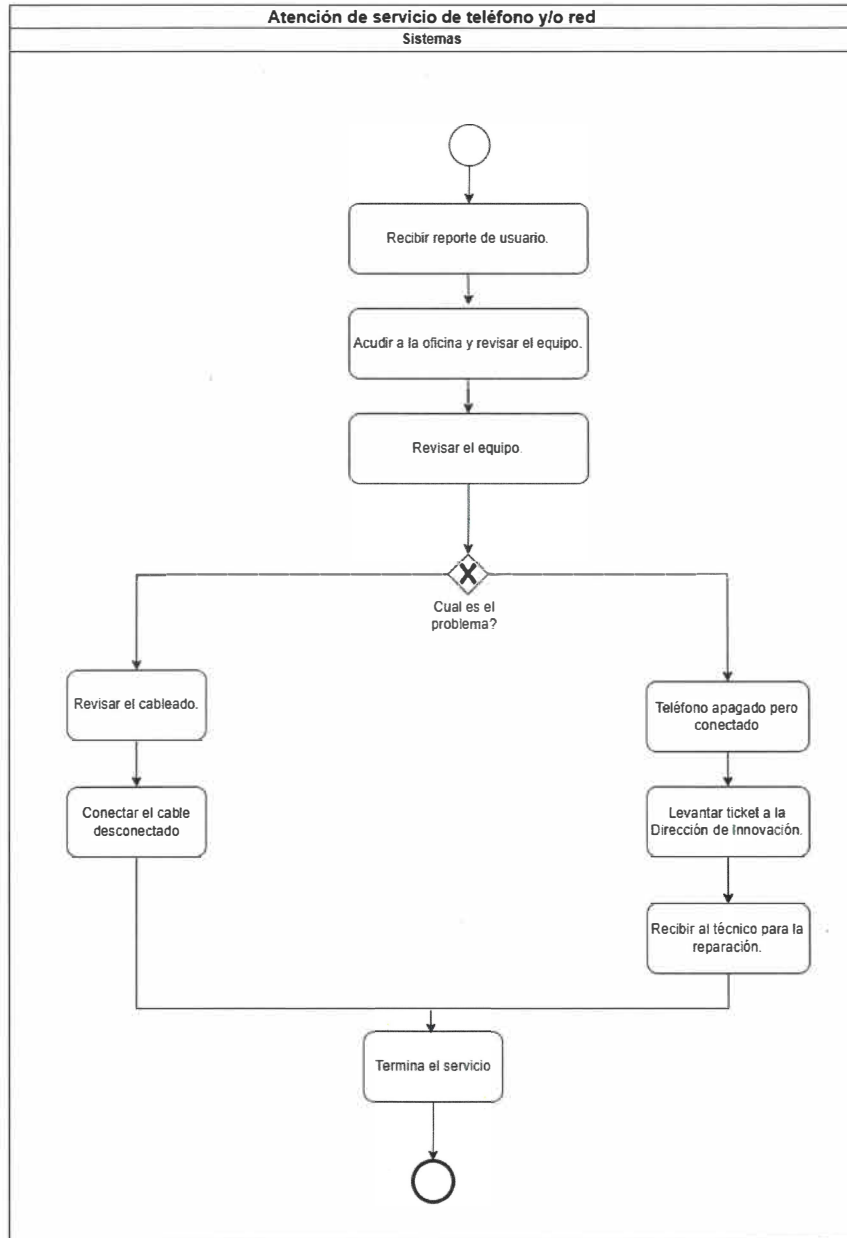 Atención de servicio de teléfono y/o red
Sistemas
Recibir reporte de usuario.
Acudir a la oficina y revisar el equipo.
Revisar el equipo.
Cual es el
problema?
Revisar el cableado.
Conectar el cable
desconectado
Teléfono apagado pero
conectado
Levantar ticket a la
Dirección de Innovación.
Recibir al técnico para la
reparación.
Termina el servicio